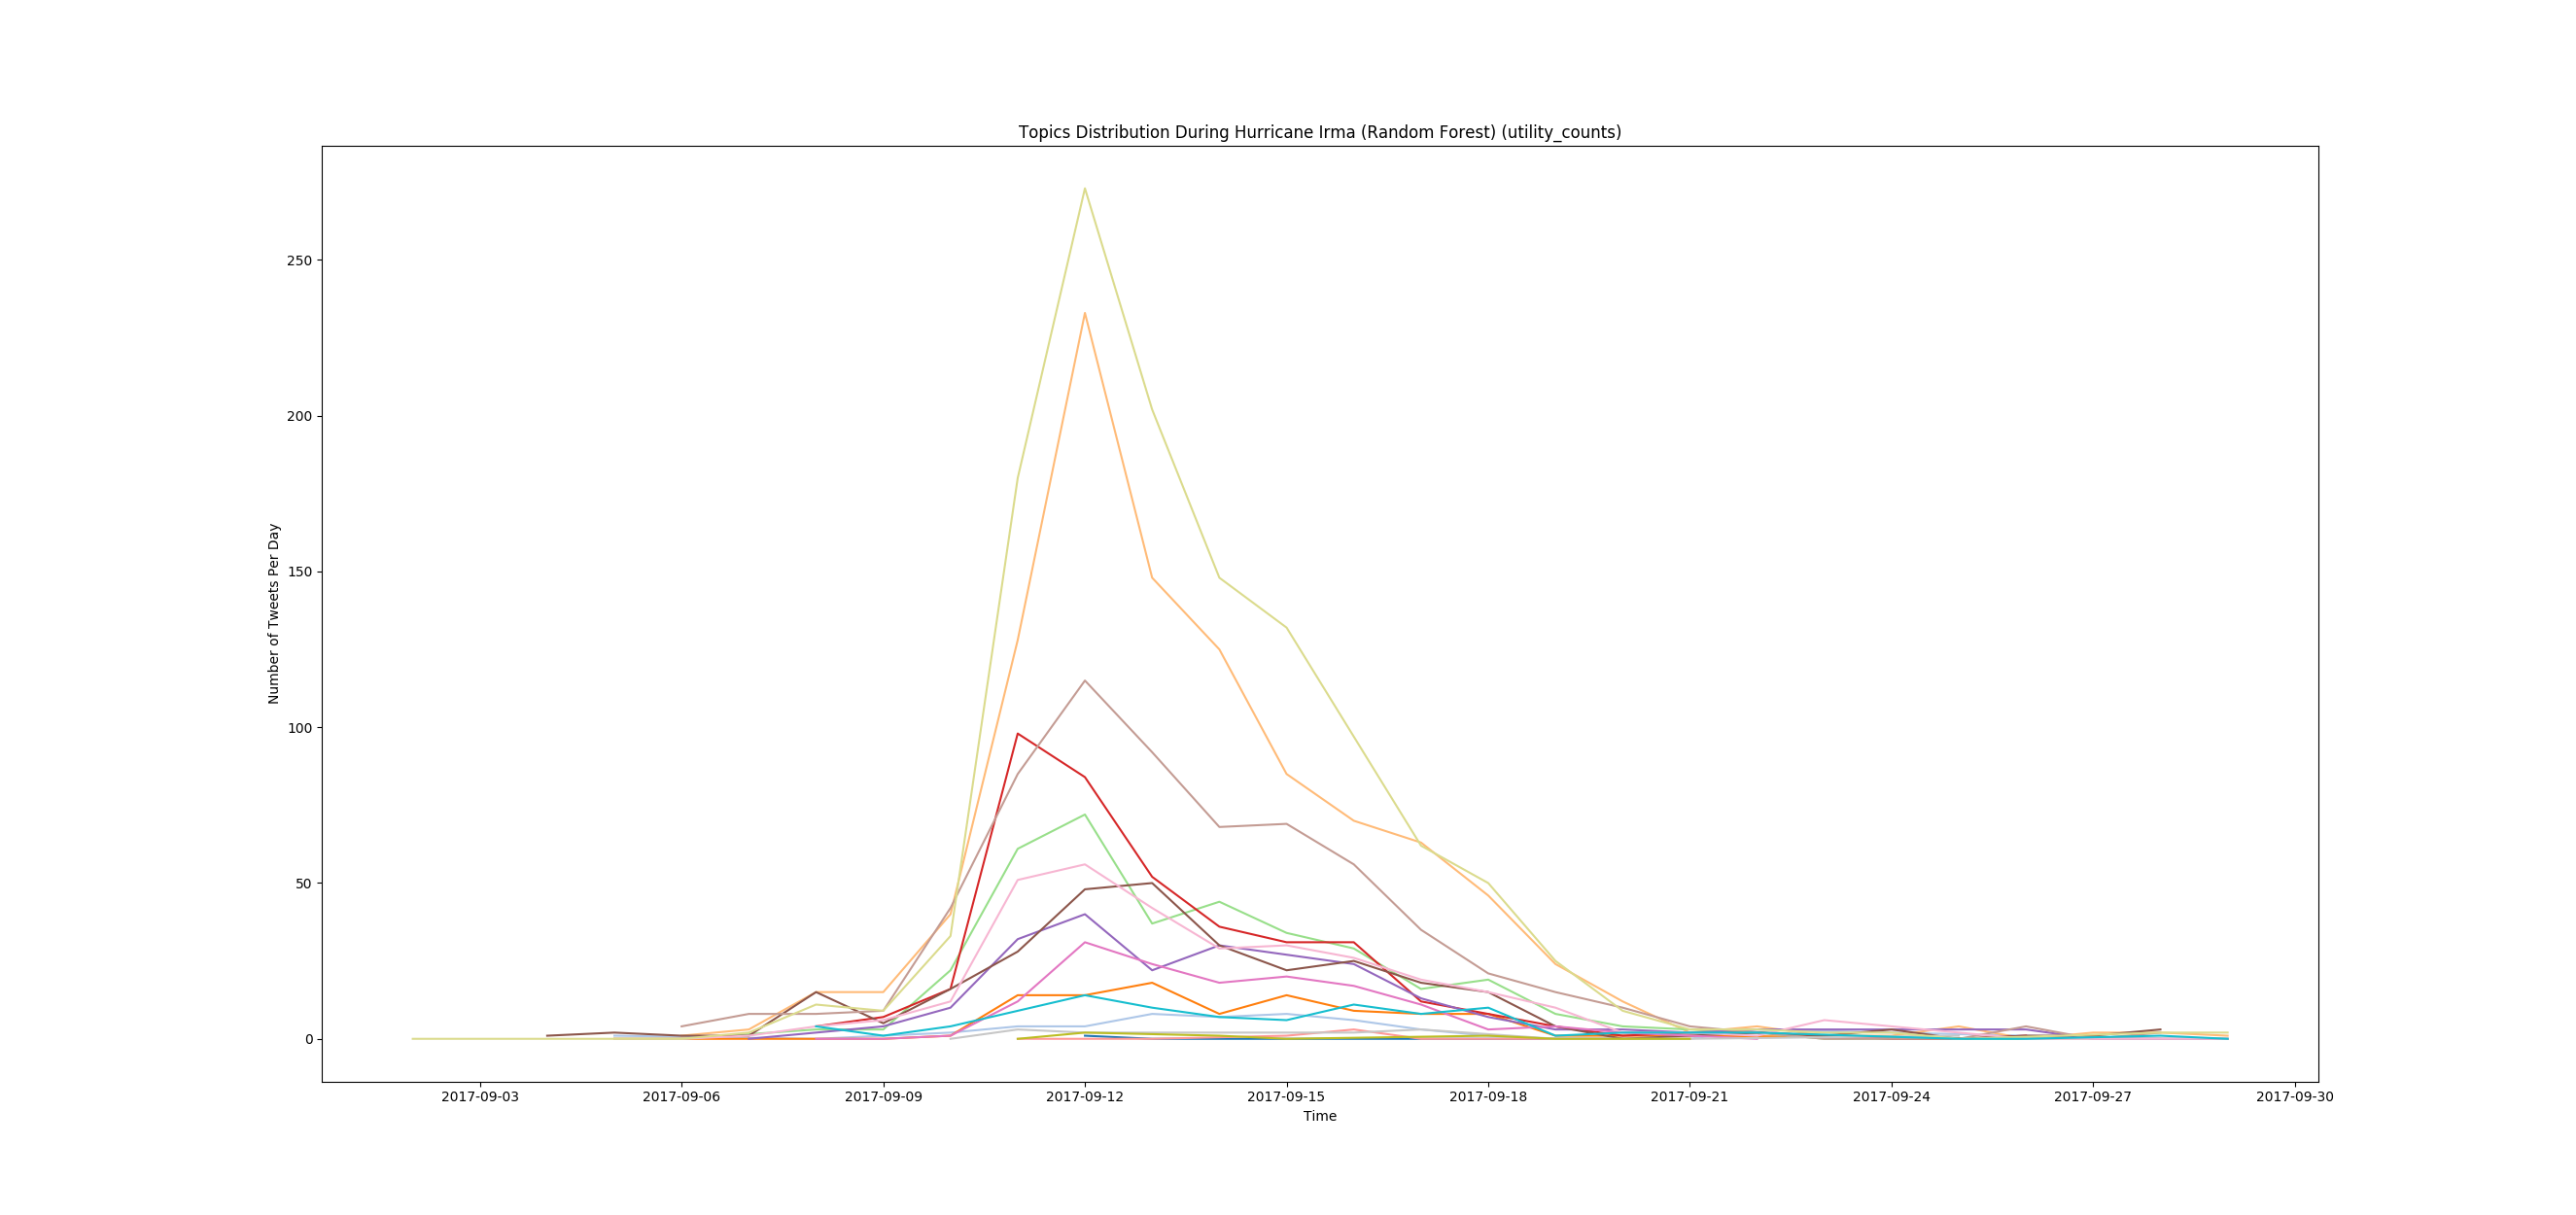 Topics Distribution During Hurricane Irma (Random Forest) (utility_counts)
Number of Tweets Per Day
250
200
150
100
50
0
2017-09-03 2017-09-06 2017-09-09 2017-09-12 2017-09-15 2017-09-18 2017-09-21 2017-09-24 2017-09-27 2017-09-30
Time